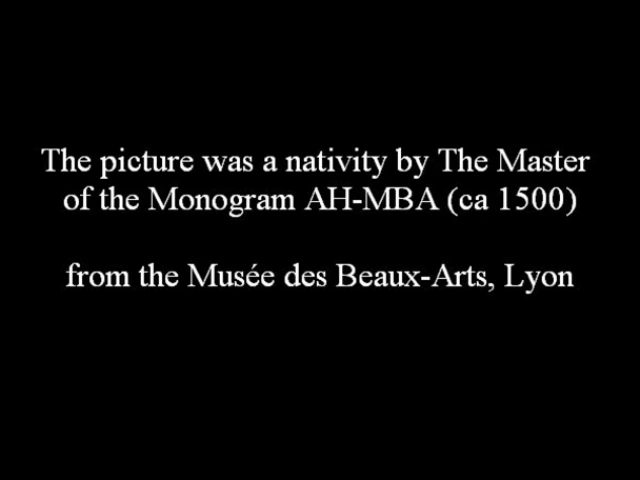 The picture was a nativity by The Master
of the Monogram AH-MBA (ca 1500)
from the Musée des Beaux-Arts, Lyon